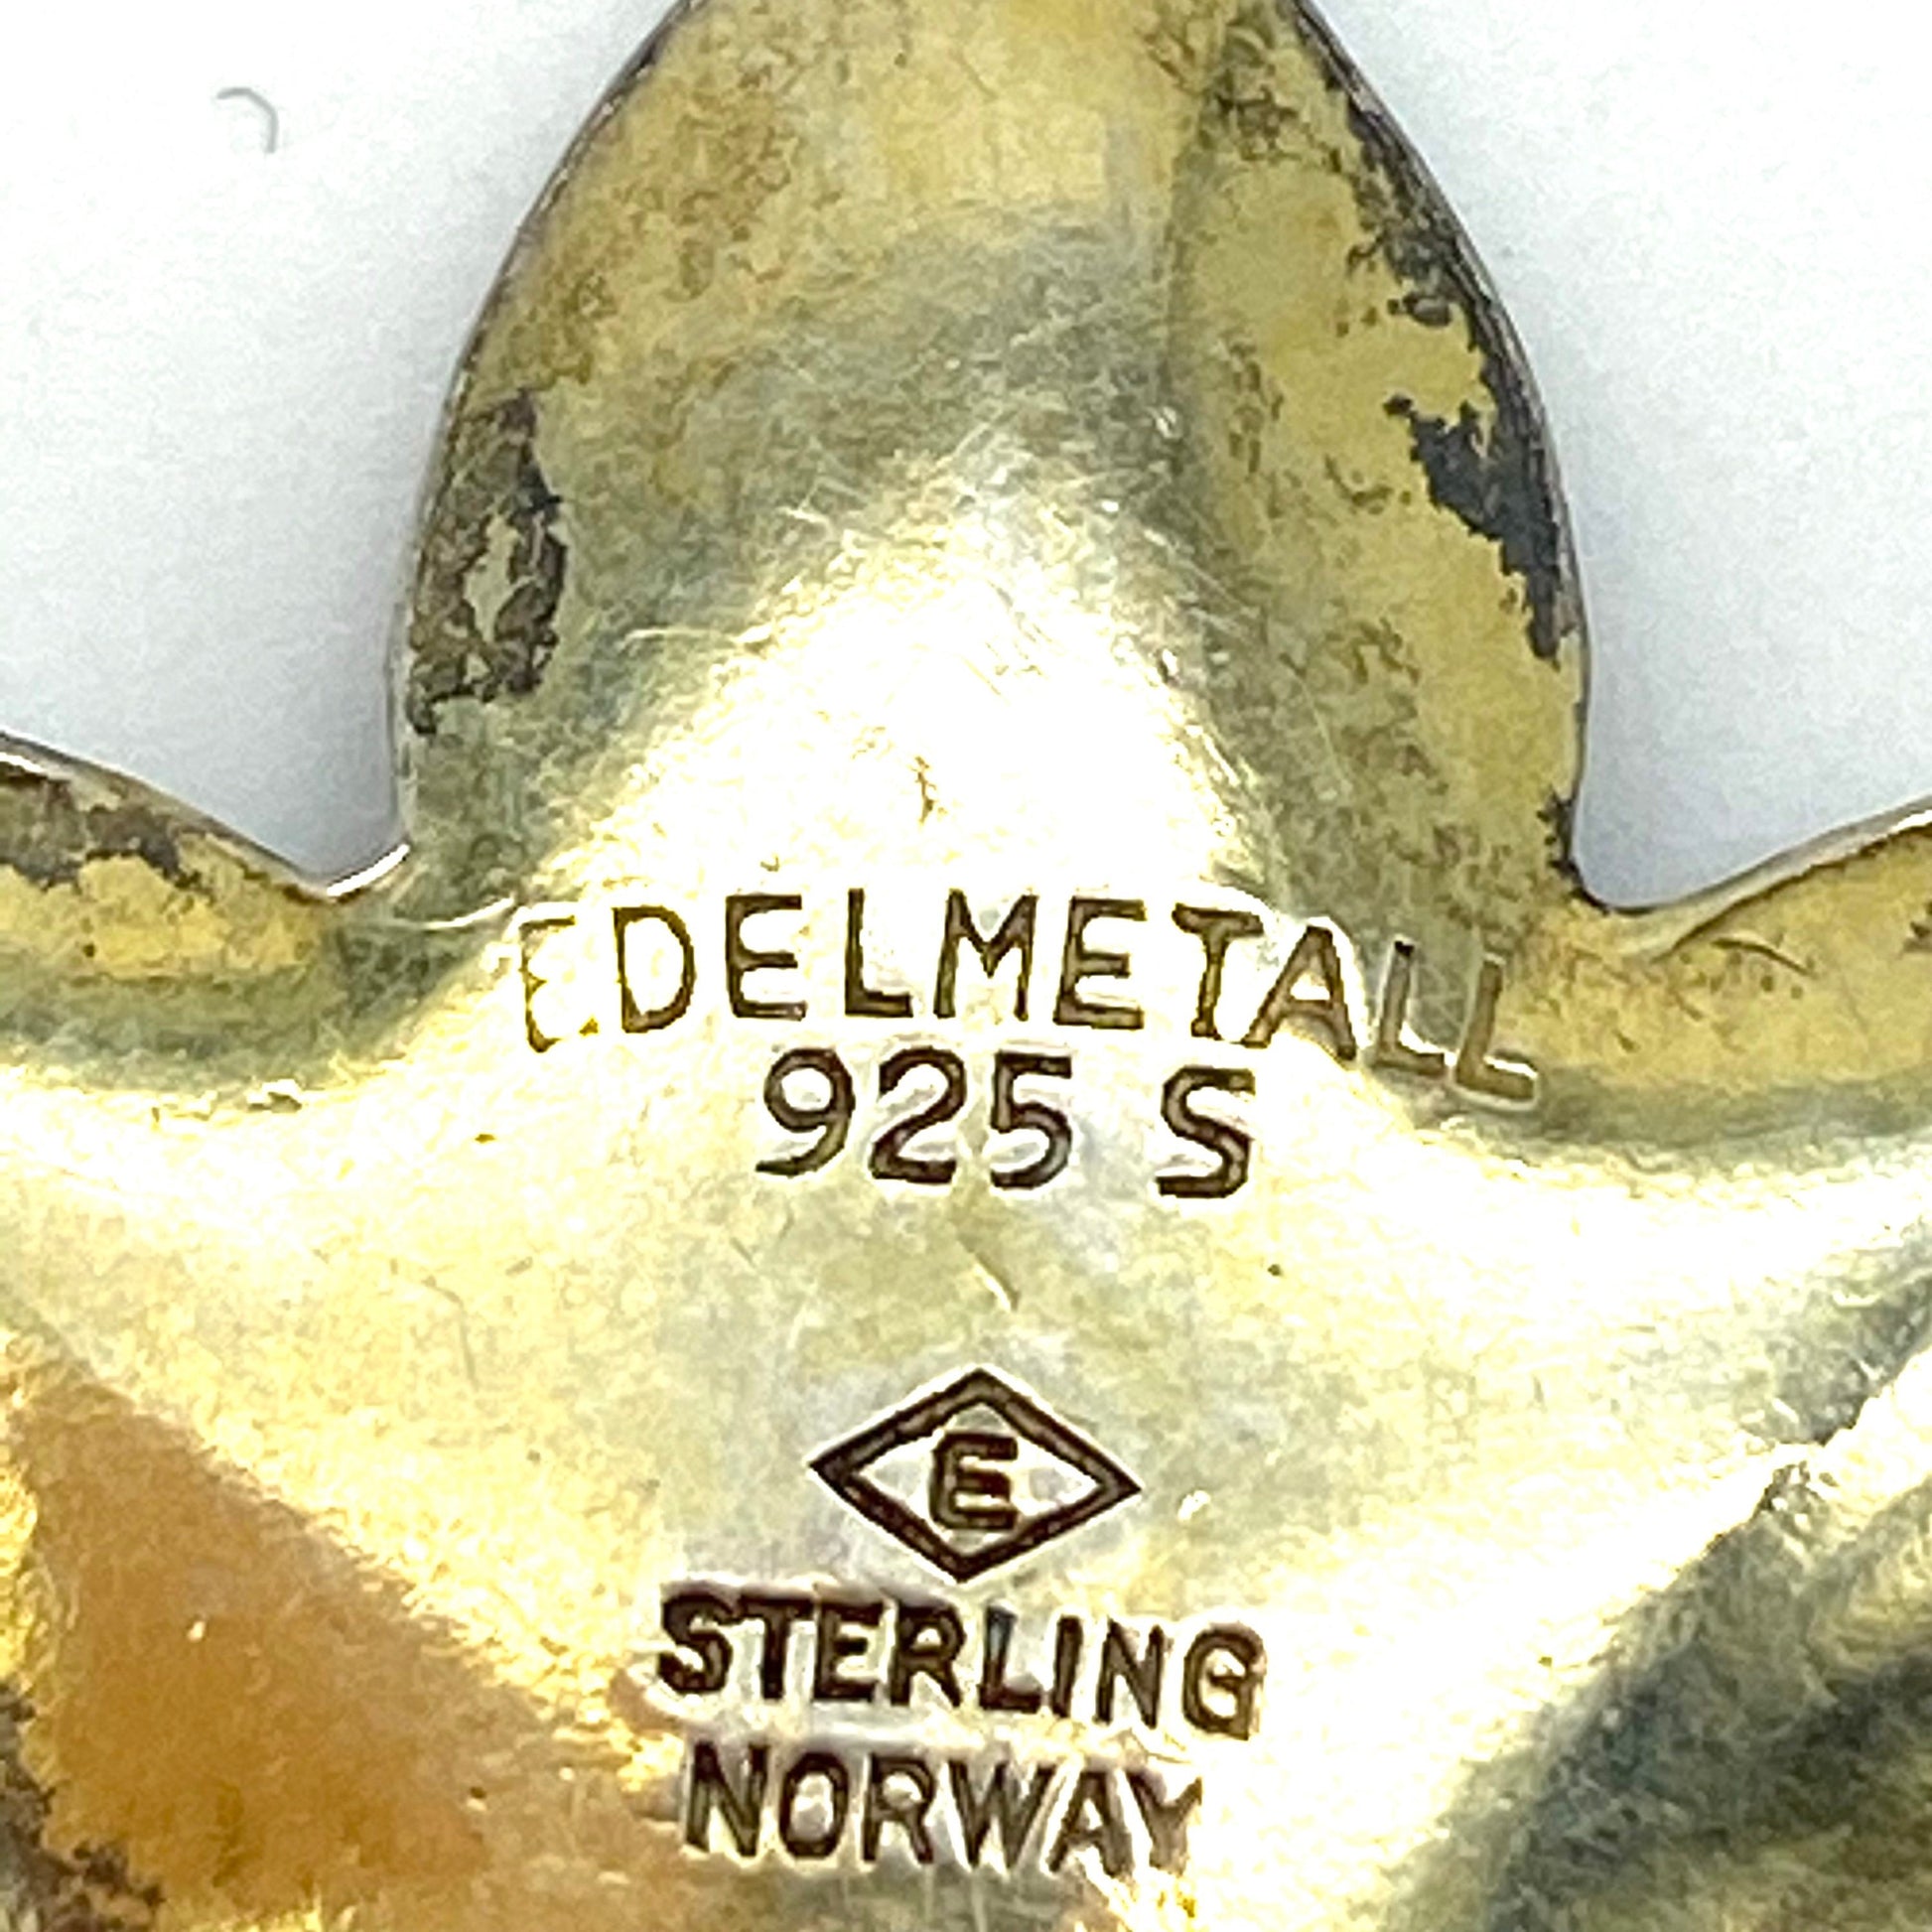 EDELMETALL
925 S
E
STERLING
NORWAY